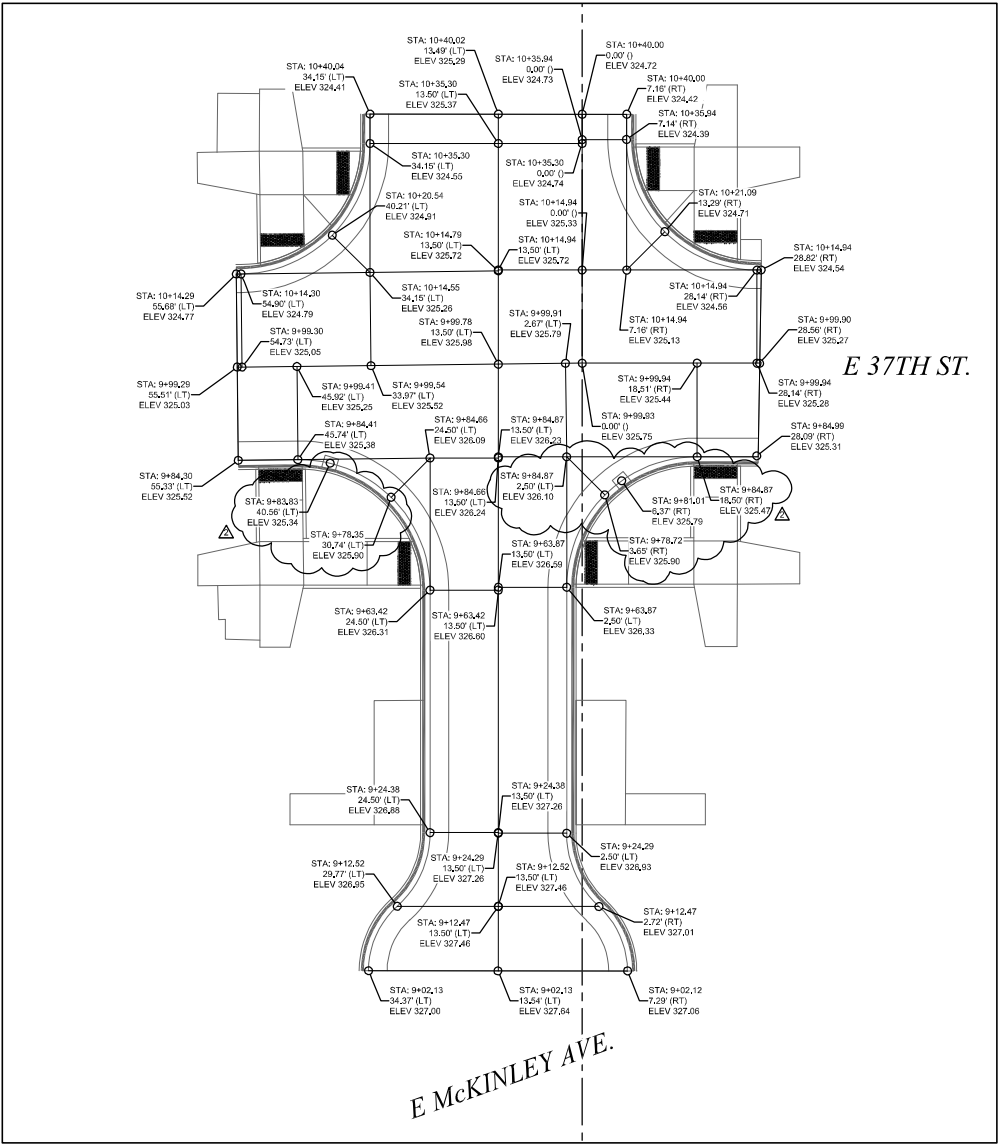 STA: 10+40.02
13.49' (LT)
ELEV 325.29
STA: 10+40.00
0.00' ()
ELEV 324.72
STA: 10+35.94
0.00' ()
ELEV 324.73
STA: 10+40.04
34.15' (LT)
ELEV 324.41
STA: 10+35.30
13.50' (LT)
ELEV 325.37
STA: 10+40.00
7.16' (RT)
ELEV 324.42
STA: 10+35.94
7.14' (RT)
ELEV 324.39
STA: 10+35.30
34.15' (LT)
ELEV 324.55
STA: 10+35.30
0.00' ()
ELEV 324.74
STA: 10+20.54
40.21' (LT)
ELEV 324.91
STA: 10+14.94
0.00' ()
ELEV 325.33
STA: 10+21.09
13.29' (RT)
ELEV 324.71
STA: 10+14.79
13.50' (LT)
ELEV 325.72
STA: 10+14.94
13.50' (LT)
ELEV 325.72
STA: 10+14.94
28.82' (RT)
ELEV 324.54
STA: 10+14.29
55.68' (LT)
ELEV 324.77
STA: 10+14.30
54.90' (LT)
ELEV 324.79
STA: 10+14.55
34.15' (LT)
ELEV 325.26
STA: 10+14.94
28.14' (RT)
ELEV 324.56
STA: 10+14.94
7.16' (RT)
ELEV 325.13
STA: 9+99.90
28.56' (RT)
ELEV 325.27
STA: 9+99.30
54.73' (LT)
ELEV 325.05
STA: 9+99.78
13.50' (LT)
ELEV 325.98
STA: 9+99.91
2.67' (LT)
ELEV 325.79
E 37TH ST.
STA: 9+99.29
55.51' (LT)
ELEV 325.03
STA: 9+99.41
45.92' (LT)
ELEV 325.25
STA: 9+99.54
33.97' (LT)
ELEV 325.52
STA: 9+99.94
18.51' (RT)
ELEV 325.44
STA: 9+99.94
28.14' (RT)
ELEV 325.28
STA: 9+99.93
0.00' ()
ELEV 325.75
STA: 9+84.41
45.74' (LT)
ELEV 325.38
STA: 9+84.66
24.50' (LT)
ELEV 326.09
STA: 9+84.87
13.50' (LT)
ELEV 326.23
STA: 9+84.99
28.09' (RT)
ELEV 325.31
STA: 9+84.30
55.33' (LT)
ELEV 325.52
STA: 9+84.87
2.50' (LT)
ELEV 326.10
STA: 9+84.66
13.50' (LT)
ELEV 326.24
STA: 9+83.83
40.56' (LT)
ELEV 325.34
STA: 9+81.01
6.37' (RT)
ELEV 325.79
STA: 9+84.87
18.50' (RT)
ELEV 325.47
2
2
STA: 9+78.35
30.74' (LT)
ELEV 325.90
STA: 9+78.72
3.65' (RT)
ELEV 325.90
STA: 9+63.87
13.50' (LT)
ELEV 326.59
STA: 9+63.42
24.50' (LT)
ELEV 326.31
STA: 9+63.42
13.50' (LT)
ELEV 326.60
STA: 9+63.87
2.50' (LT)
ELEV 326.33
STA: 9+24.38
24.50' (LT)
ELEV 326.88
STA: 9+24.38
13.50' (LT)
ELEV 327.26
STA: 9+24.29
13.50' (LT)
ELEV 327.26
STA: 9+24.29
2.50' (LT)
ELEV 326.93
STA: 9+12.52
29.77' (LT)
ELEV 326.95
STA: 9+12.52
13.50' (LT)
ELEV 327.46
STA: 9+12.47
13.50' (LT)
ELEV 327.46
STA: 9+12.47
2.72' (RT)
ELEV 327.01
STA: 9+02.13
34.37' (LT)
ELEV 327.00
STA: 9+02.13
13.54' (LT)
ELEV 327.64
STA: 9+02.12
7.29' (RT)
ELEV 327.06
E McKINLEY AVE.